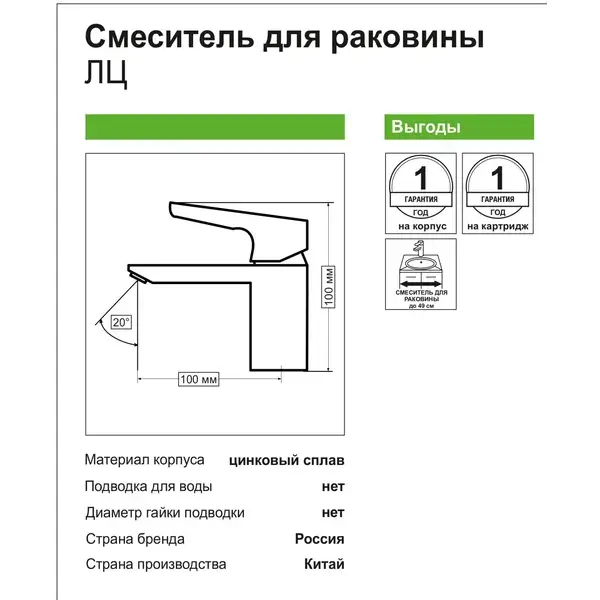 Смеситель для раковины
ЛЦ
Выгоды
1
ГАРАНТИЯ
ГОД
на корпус
1
ГАРАНТИЯ
ГОД
на картридж
СМЕСИТЕЛЬ ДЛЯ
РАКОВИНЫ
до 49 см
100 мм
20°
100 мм
Материал корпуса цинковый сплав
Подводка для воды нет
Диаметр гайки подводки нет
Страна бренда Россия
Страна производства Китай